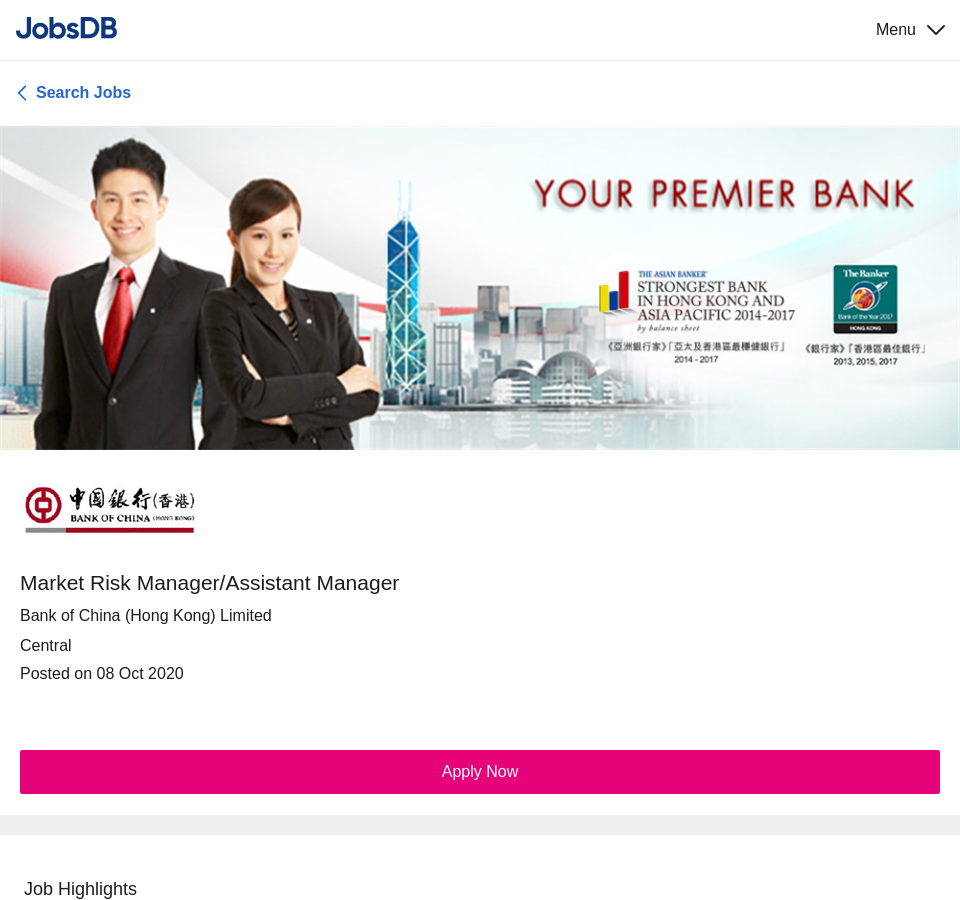 JobsDB
Menu
Search Jobs
YOUR PREMIER BANK
THE ASIAN BANKER
STRONGEST BANK
IN HONG KONG AND
ASIA PACIFIC 2014-2017
by balance sheet
《亞洲銀行家》「亞太及香港區最穩健銀行」
2014 - 2017
The Banker
Bank of the Year 2017
HONG KONG
《銀行家》「香港區最佳銀行」
2013, 2015, 2017
中国銀行(香港)
BANK OF CHINA (HONG KONG)
Market Risk Manager/Assistant Manager
Bank of China (Hong Kong) Limited
Central
Posted on 08 Oct 2020
Apply Now
Job Highlights